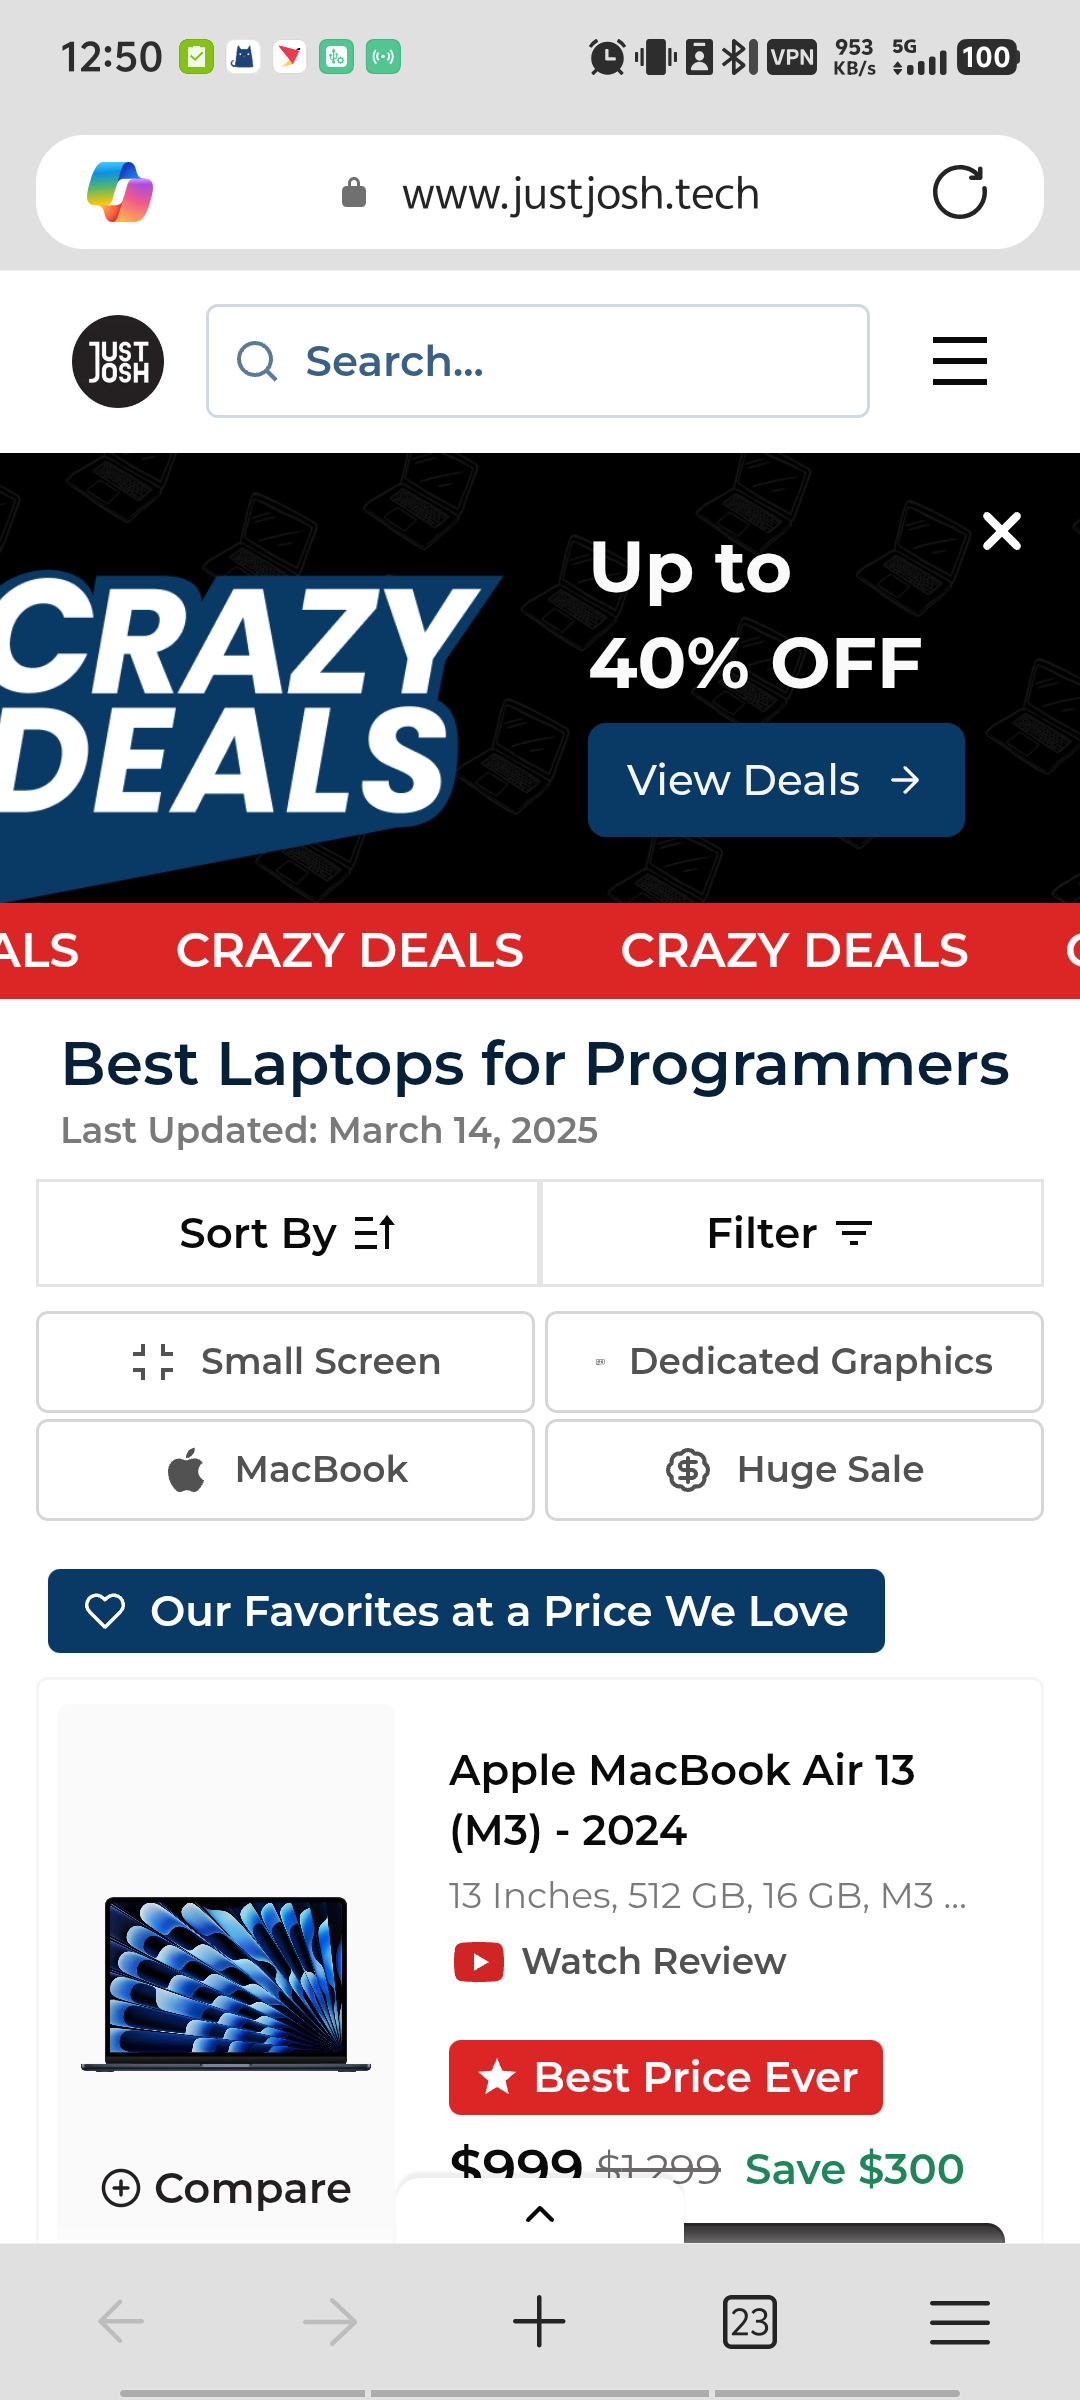 12:50
VPN
953
KB/s
5G
100
www.justjosh.tech
JUST
JOSH
Search...
CRAZY
DEALS
Up to
40% OFF
View Deals
ALS CRAZY DEALS CRAZY DEALS
Best Laptops for Programmers
Last Updated: March 14, 2025
Sort By
Filter
Small Screen
Dedicated Graphics
MacBook
Huge Sale
Our Favorites at a Price We Love
Apple MacBook Air 13
(M3) - 2024
13 Inches, 512 GB, 16 GB, M3 ...
Watch Review
Best Price Ever
$999 $1,299 Save $300
Compare
23